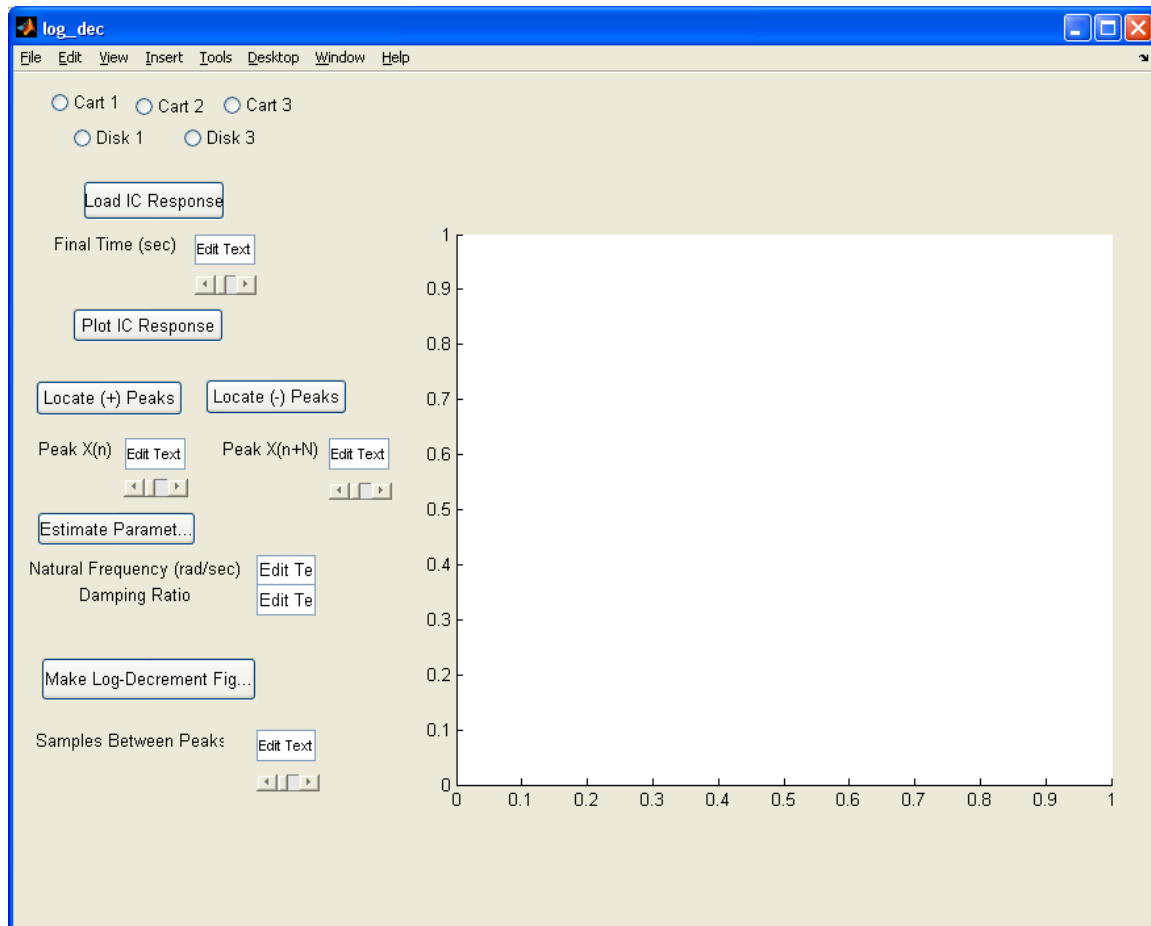 log_dec
File Edit View Insert Tools Desktop Window Help
Cart 1 Cart 2 Cart 3
Disk 1 Disk 3
Load IC Response
Final Time (sec) Edit Text
Plot IC Response
Locate (+) Peaks Locate (-) Peaks
Peak X(n) Edit Text Peak X(n+N) Edit Text
Estimate Paramet...
Natural Frequency (rad/sec) Edit Te
Damping Ratio Edit Te
Make Log-Decrement Fig...
Samples Between Peaks Edit Text
1
0.9
0.8
0.7
0.6
0.5
0.4
0.3
0.2
0.1
0
0 0.1 0.2 0.3 0.4 0.5 0.6 0.7 0.8 0.9 1